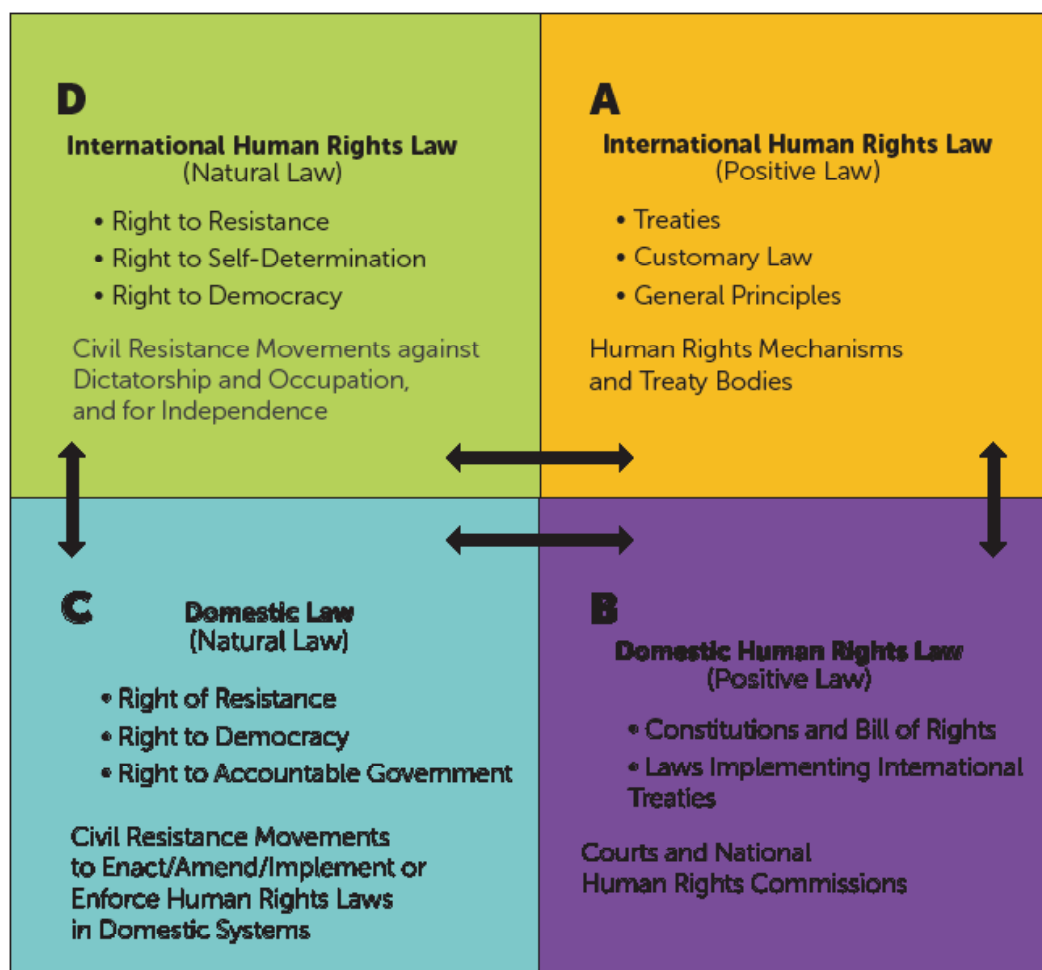 D
International Human Rights Law
(Natural Law)
• Right to Resistance
• Right to Self-Determination
• Right to Democracy
Civil Resistance Movements against
Dictatorship and Occupation,
and for Independence
A
International Human Rights Law
(Positive Law)
• Treaties
• Customary Law
• General Principles
Human Rights Mechanisms
and Treaty Bodies
C
Domestic Law
(Natural Law)
• Right of Resistance
• Right to Democracy
• Right to Accountable Government
Civil Resistance Movements
to Enact/Amend/Implement or
Enforce Human Rights Laws
in Domestic Systems
B
Domestic Human Rights Law
(Positive Law)
• Constitutions and Bill of Rights
• Laws Implementing International
Treaties
Courts and National
Human Rights Commissions